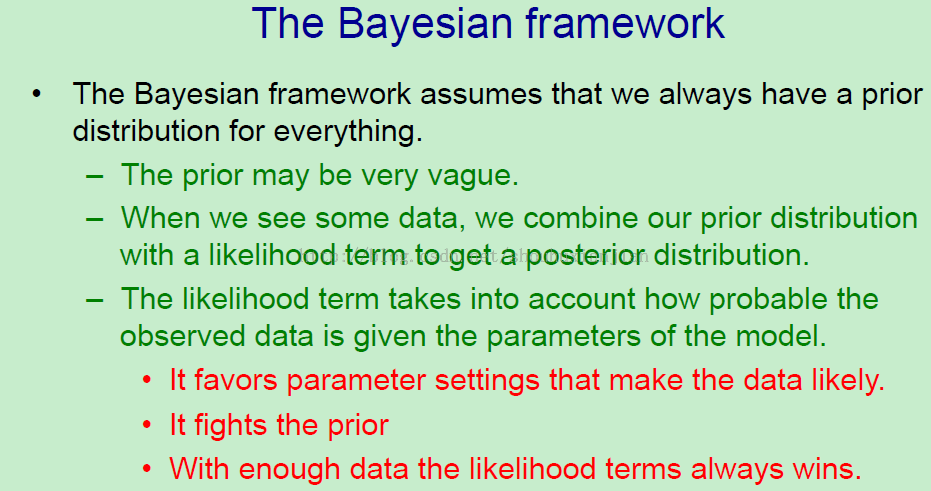 The Bayesian framework
• The Bayesian framework assumes that we always have a prior
distribution for everything.
– The prior may be very vague.
– When we see some data, we combine our prior distribution
with a likelihood term to get a posterior distribution.
– The likelihood term takes into account how probable the
observed data is given the parameters of the model.
• It favors parameter settings that make the data likely.
• It fights the prior
• With enough data the likelihood terms always wins.